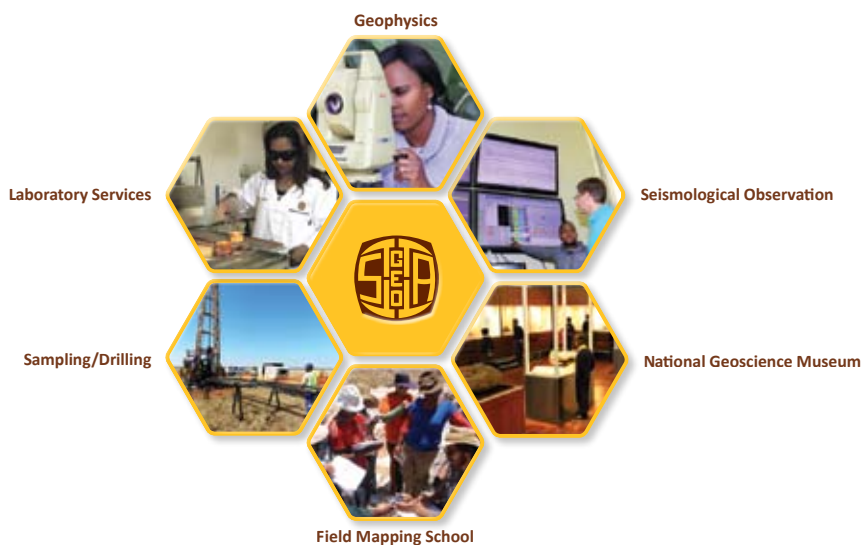 Geophysics
Laboratory Services
Seismological Observation
Sampling/Drilling
National Geoscience Museum
Field Mapping School